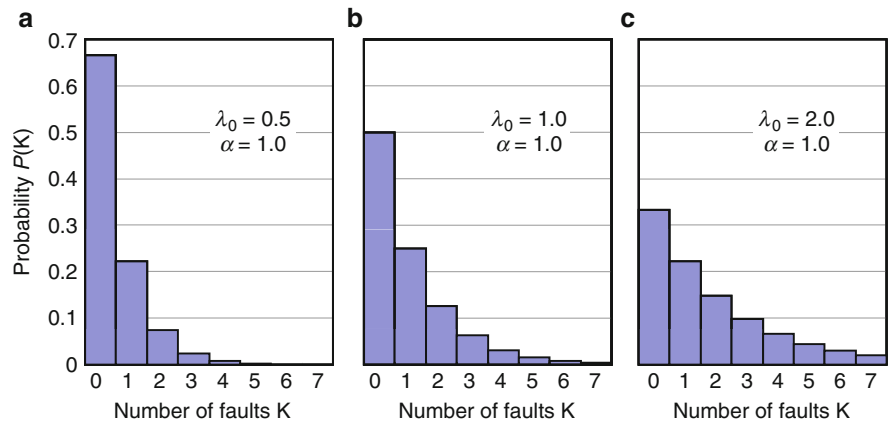 a
b
c
Probability P(K)
0.7
0.6
0.5
0.4
0.3
0.2
0.1
0
λ0 = 0.5
α = 1.0
λ0 = 1.0
α = 1.0
λ0 = 2.0
α = 1.0
0 1 2 3 4 5 6 7
0 1 2 3 4 5 6 7
0 1 2 3 4 5 6 7
Number of faults K
Number of faults K
Number of faults K